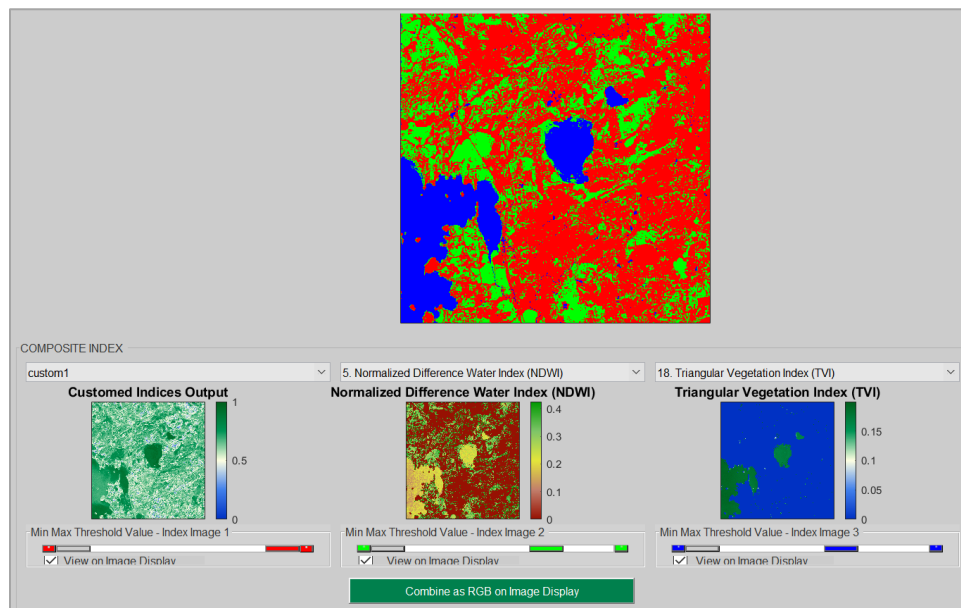 COMPOSITE INDEX
custom1
5. Normalized Difference Water Index (NDWI)
18. Triangular Vegetation Index (TVI)
Customed Indices Output
Normalized Difference Water Index (NDWI)
Triangular Vegetation Index (TVI)
1
0.5
0
0.4
0.3
0.2
0.1
0
0.15
0.1
0.05
0
Min Max Threshold Value - Index Image 1
Min Max Threshold Value - Index Image 2
Min Max Threshold Value - Index Image 3
View on Image Display
View on Image Display
View on Image Display
Combine as RGB on Image Display